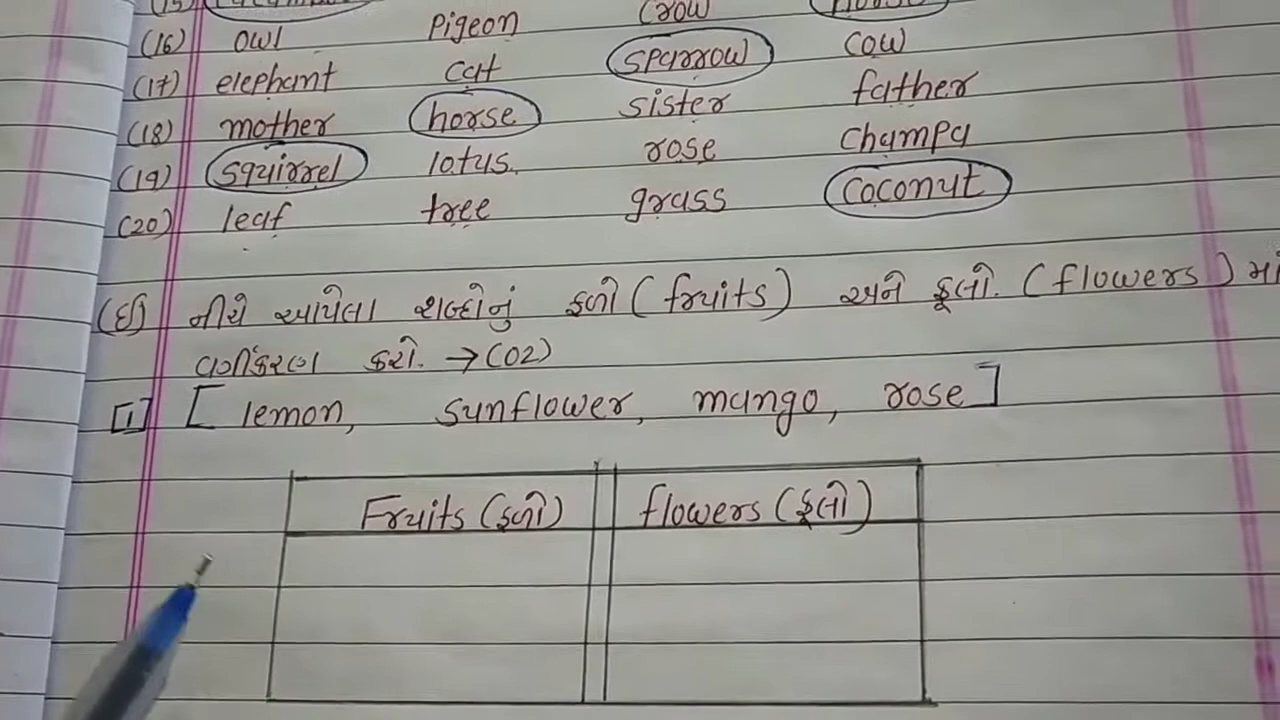 (15)
(16) owl pigeon crow
(17) elephant cat sparrow cow
(18) mother horse sister father
(19) squirrel lotus. rose champa
(20) leaf tree grass coconut
(ઈ) નીચે આપેલા શબ્દોનું ફળો (fruits) અને ફૂલો. (flowers) માં
વર્ગીકરણ કરો. → (02)
[1] [ lemon, sunflower, mango, rose ]
Fruits (ફળો) flowers (ફૂલો)